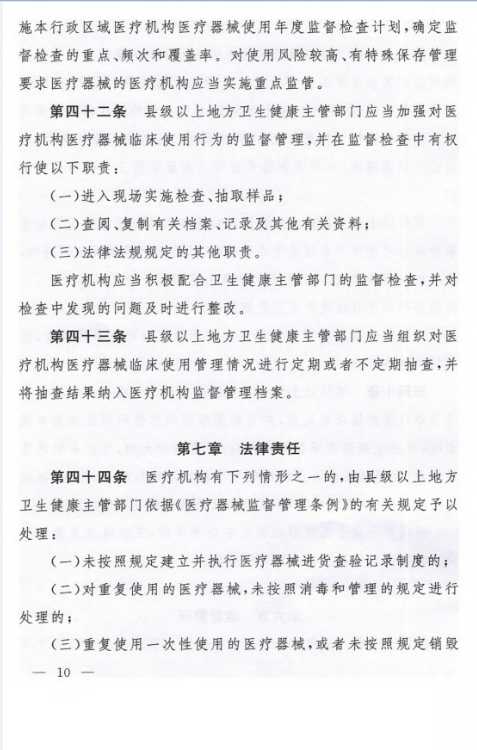 施本行政区域医疗机构医疗器械使用年度监督检查计划,确定监
督检查的重点、频次和覆盖率。对使用风险较高、有特殊保存管理
要求医疗器械的医疗机构应当实施重点监管。
第四十二条　县级以上地方卫生健康主管部门应当加强对医
疗机构医疗器械临床使用行为的监督管理,并在监督检查中有权
行使以下职责:
(一)进入现场实施检查、抽取样品;
(二)查阅、复制有关档案、记录及其他有关资料;
(三)法律法规规定的其他职责。
医疗机构应当积极配合卫生健康主管部门的监督检查,并对
检查中发现的问题及时进行整改。
第四十三条　县级以上地方卫生健康主管部门应当组织对医
疗机构医疗器械临床使用管理情况进行定期或者不定期抽查,并
将抽查结果纳入医疗机构监督管理档案。
第七章　法律责任
第四十四条　医疗机构有下列情形之一的,由县级以上地方
卫生健康主管部门依据《医疗器械监督管理条例》的有关规定予以
处理:
(一)未按照规定建立并执行医疗器械进货查验记录制度的;
(二)对重复使用的医疗器械,未按照消毒和管理的规定进行
处理的;
(三)重复使用一次性使用的医疗器械,或者未按照规定销毁
— 10 —